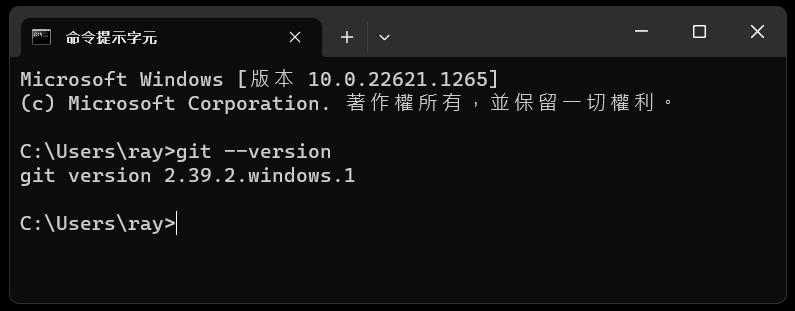 命令提示字元
Microsoft Windows [版本 10.0.22621.1265]
(c) Microsoft Corporation. 著作權所有，並保留一切權利。
C:\Users\ray>git --version
git version 2.39.2.windows.1
C:\Users\ray>